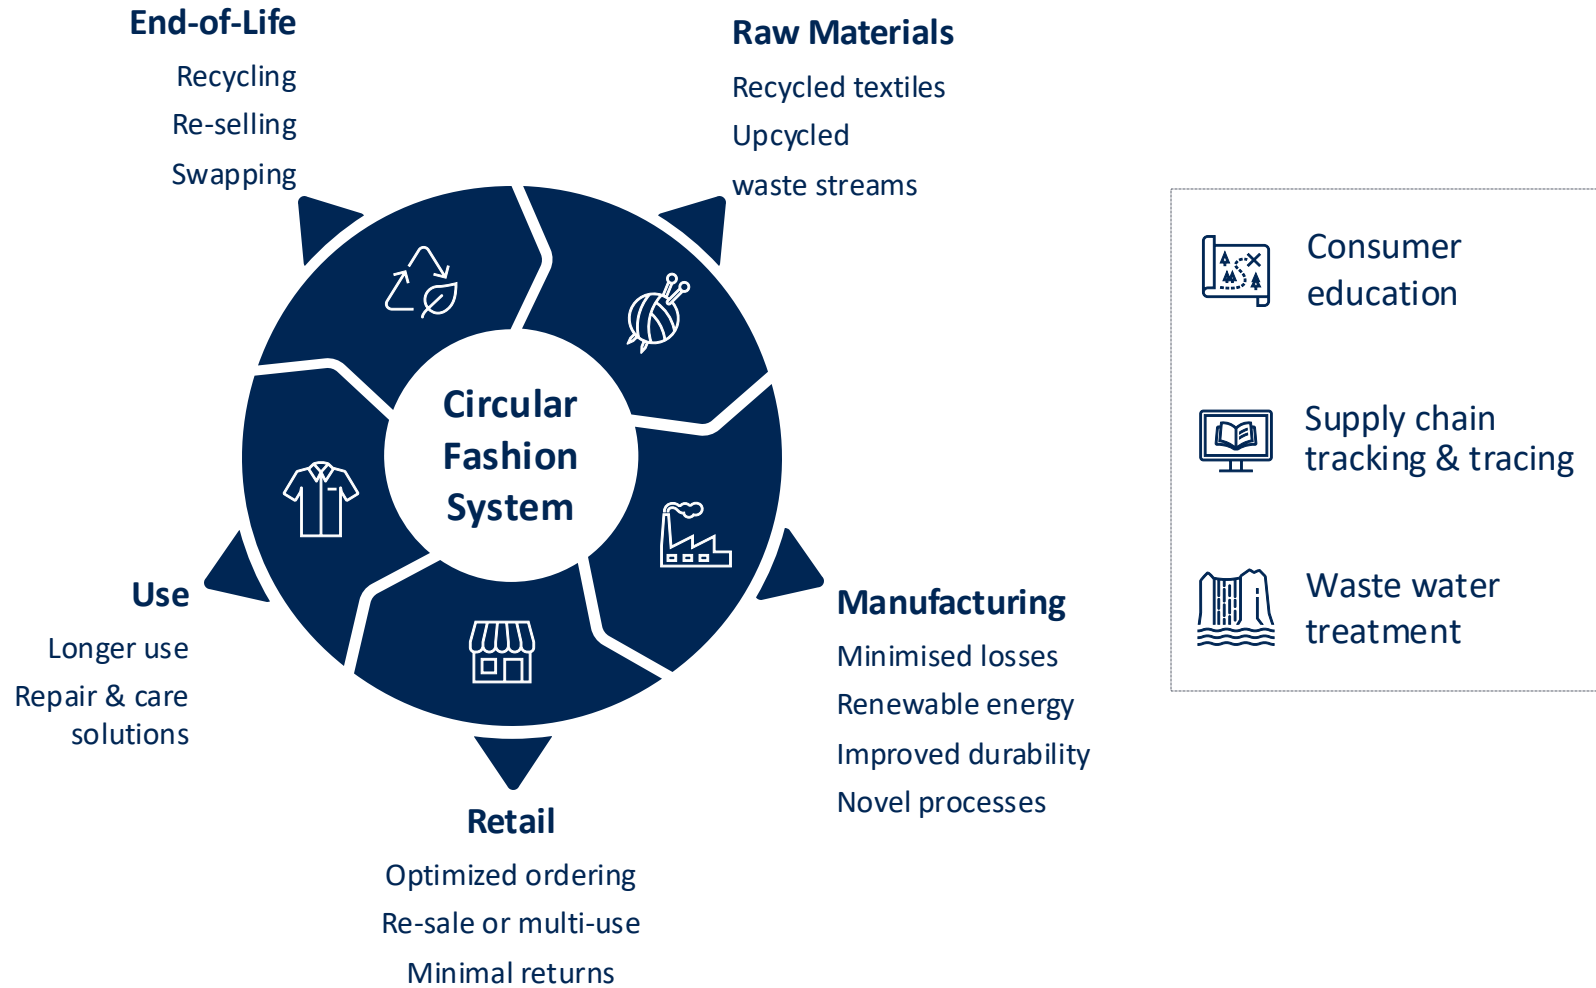 End-of-Life
Recycling
Re-selling
Swapping
Raw Materials
Recycled textiles
Upcycled
waste streams
Circular
Fashion
System
Use
Longer use
Repair & care
solutions
Manufacturing
Minimised losses
Renewable energy
Improved durability
Novel processes
Retail
Optimized ordering
Re-sale or multi-use
Minimal returns
Consumer
education
Supply chain
tracking & tracing
Waste water
treatment